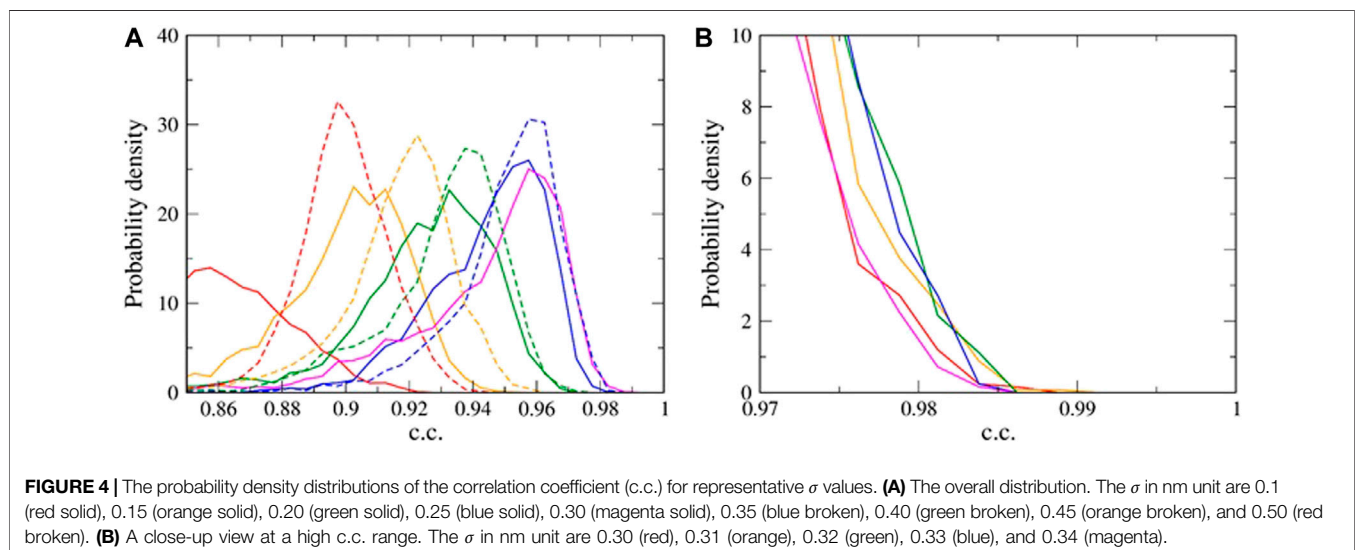 A
B
40
30
20
10
0
Probability density
0.86 0.88 0.9 0.92 0.94 0.96 0.98 1
c.c.
10
8
6
4
2
0
Probability density
0.97 0.98 0.99 1
c.c.
FIGURE 4 | The probability density distributions of the correlation coefficient (c.c.) for representative σ values. (A) The overall distribution. The σ in nm unit are 0.1
(red solid), 0.15 (orange solid), 0.20 (green solid), 0.25 (blue solid), 0.30 (magenta solid), 0.35 (blue broken), 0.40 (green broken), 0.45 (orange broken), and 0.50 (red
broken). (B) A close-up view at a high c.c. range. The σ in nm unit are 0.30 (red), 0.31 (orange), 0.32 (green), 0.33 (blue), and 0.34 (magenta).